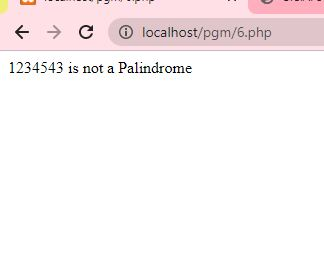 localhost/pgm/6.php
1234543 is not a Palindrome